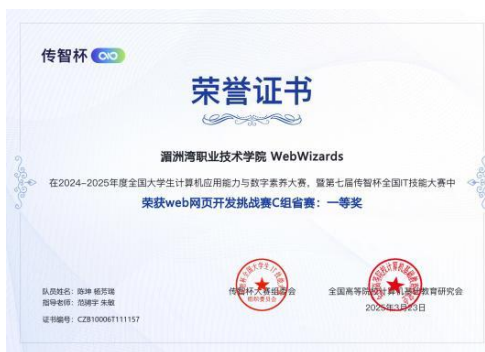 传智杯
荣誉证书
湄洲湾职业技术学院 WebWizards
在2024-2025年度全国大学生计算机应用能力与数字素养大赛，暨第七届传智杯全国IT技能大赛中
荣获web网页开发挑战赛C组省赛：一等奖
队员姓名：陈坤 杨芳瑞
指导老师：范骑宇 朱敏
证书编号：CZB10006T111157
传智杯大赛组委会
全国高等院校计算机基础教育研究会
2025年3月23日